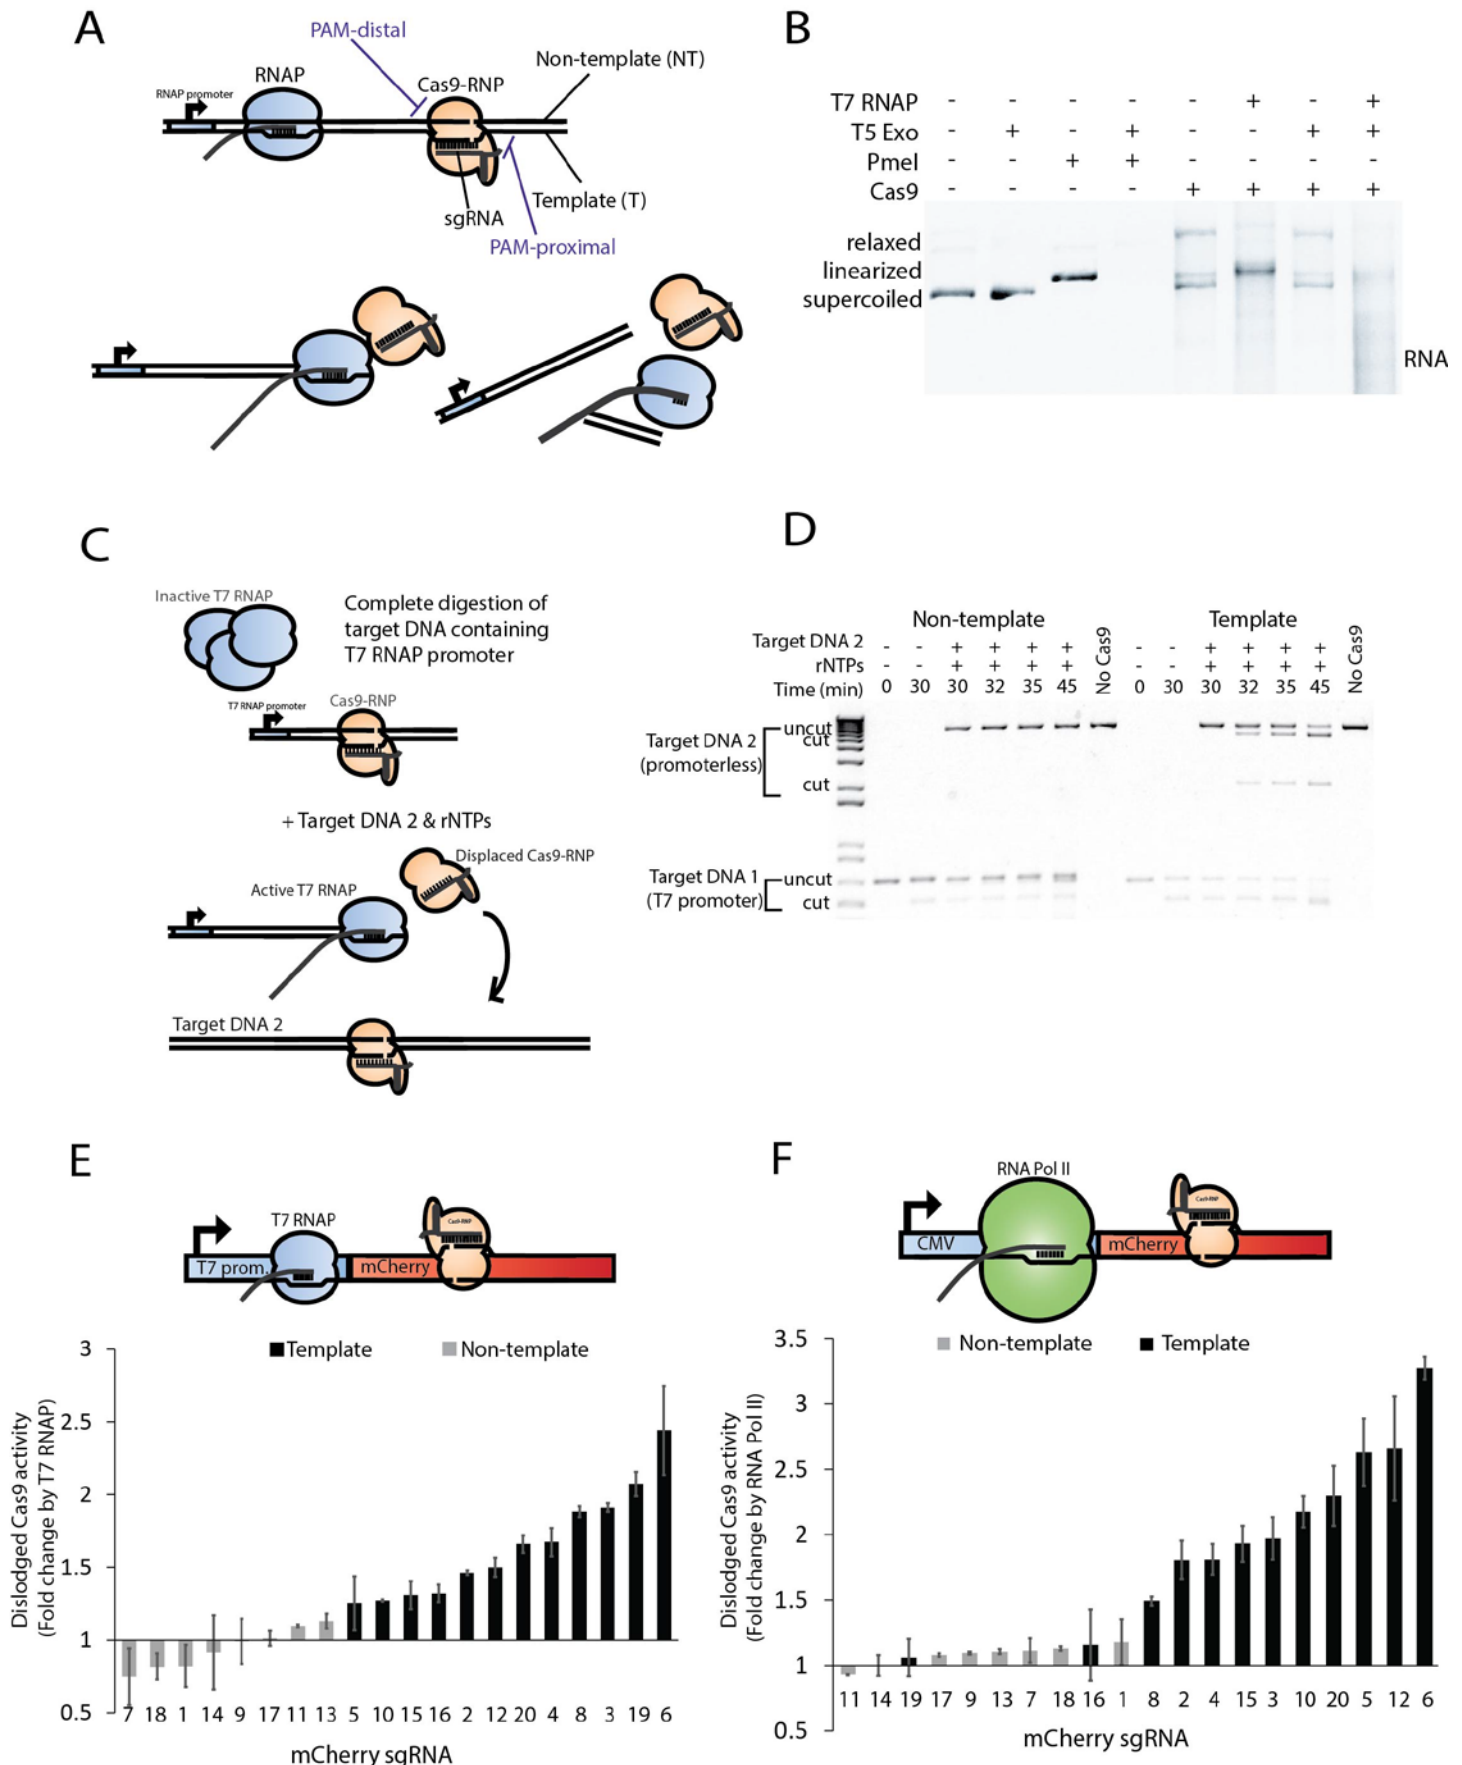 A
PAM-distal
RNAP
RNAP promoter
Cas9-RNP
Non-template (NT)
Template (T)
sgRNA
PAM-proximal
B
T7 RNAP - - - - - + - +
T5 Exo - + - + - - + +
PmeI - - + + - - - -
Cas9 - - - - + + + +
relaxed
linearized
supercoiled
RNA
C
Inactive T7 RNAP
Complete digestion of
target DNA containing
T7 RNAP promoter
T7 RNAP promoter
Cas9-RNP
+ Target DNA 2 & rNTPs
Displaced Cas9-RNP
Active T7 RNAP
Target DNA 2
D
Non-template
Template
Target DNA 2 - - + + + + - - + + + +
rNTPs - - + + + + - - + + + +
Time (min) 0 30 30 32 35 45 No Cas9 0 30 30 32 35 45 No Cas9
Target DNA 2
(promoterless)
uncut
cut
cut
Target DNA 1
(T7 promoter)
uncut
cut
E
T7 RNAP
Cas9-RNP
T7 prom.
mCherry
Template
Non-template
Dislodged Cas9 activity
(Fold change by T7 RNAP)
3
2.5
2
1.5
1
0.5
7 18 1 14 9 17 11 13 5 10 15 16 2 12 20 4 8 3 19 6
mCherry sgRNA
F
RNA Pol II
Cas9-RNP
CMV
mCherry
Non-template
Template
Dislodged Cas9 activity
(Fold change by RNA Pol II)
3.5
3
2.5
2
1.5
1
0.5
11 14 19 17 9 13 7 18 16 1 8 2 4 15 3 10 20 5 12 6
mCherry sgRNA